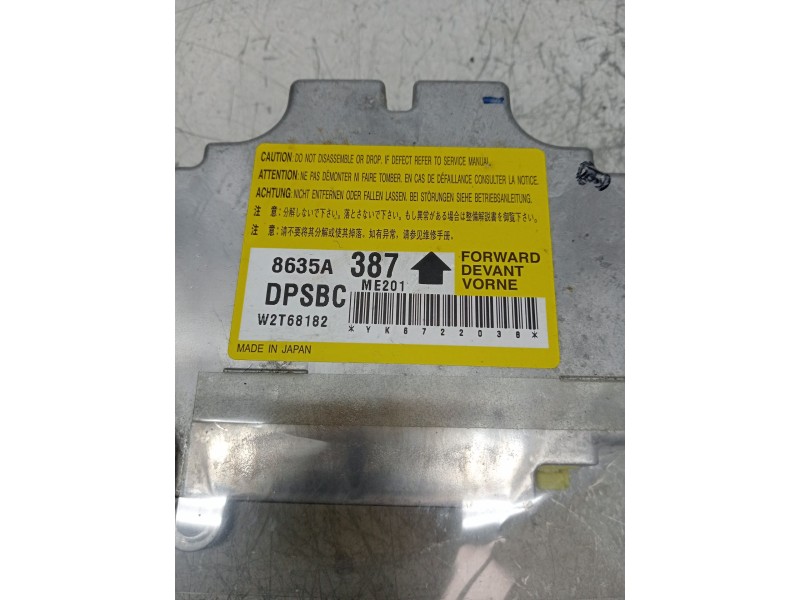 CAUTION: DO NOT DISASSEMBLE OR DROP. IF DEFECT REFER TO SERVICE MANUAL.
ATTENTION: NE PAS DÉMONTER NI FAIRE TOMBER. EN CAS DE DÉFAILLANCE CONSULTER LA NOTICE.
ACHTUNG: NICHT ENTFERNEN ODER FALLEN LASSEN. BEI STÖRUNGEN SIEHE BETRIEBSANLEITUNG.
注 意: 分解しないで下さい。落とさないで下さい。もし異常がある場合は整備解説書を御覧下さい。
注 意: 请不要将其分解或使其掉落。如有异常，请参见维修手册。
8635A 387 FORWARD
DEVANT
VORNE
DPSBC ME201
W2T68182 *YK6722038*
MADE IN JAPAN